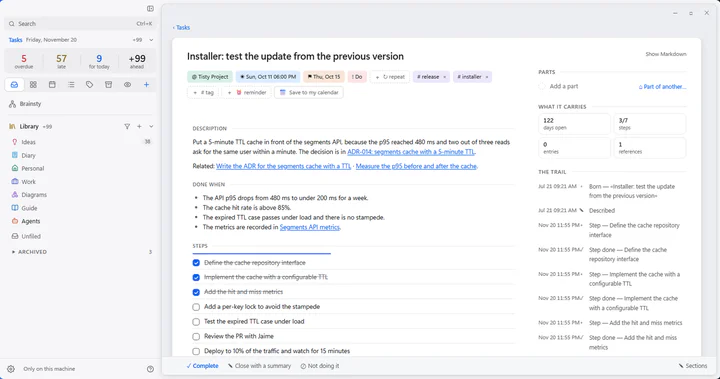 Search
Ctrl+K
Tasks Friday, November 20
+99
5 overdue
57 late
9 for today
+99 ahead
Brainsty
Library +99
Ideas 38
Diary
Personal
Work
Diagrams
Guide
Agents
Unfiled
ARCHIVED 3
Only on this machine
Tasks
Installer: test the update from the previous version
Show Markdown
@ Tisty Project
Sun, Oct 11 06:00 PM
Thu, Oct 15
! Do
+ repeat
# release ×
# installer ×
+ # tag
+ reminder
Save to my calendar
DESCRIPTION
Put a 5-minute TTL cache in front of the segments API, because the p95 reached 480 ms and two out of three reads
ask for the same user within a minute. The decision is in ADR-014: segments cache with a 5-minute TTL.
Related: Write the ADR for the segments cache with a TTL · Measure the p95 before and after the cache.
DONE WHEN
• The API p95 drops from 480 ms to under 200 ms for a week.
• The cache hit rate is above 85%.
• The expired TTL case passes under load and there is no stampede.
• The metrics are recorded in Segments API metrics.
STEPS
Define the cache repository interface
Implement the cache with a configurable TTL
Add the hit and miss metrics
Add a per-key lock to avoid the stampede
Test the expired TTL case under load
Review the PR with Jaime
Deploy to 10% of the traffic and watch for 15 minutes
Complete
Close with a summary
Not doing it
Sections
PARTS
Add a part
Part of another...
WHAT IT CARRIES
122 days open
3/7 steps
0 entries
1 references
THE TRAIL
Jul 21 09:21 AM
Born — «Installer: test the
update from the previous
version»
Jul 21 09:21 AM
Described
Nov 20 11:55 PM
Step — Define the cache repository
interface
Nov 20 11:55 PM
Step done — Define the cache
repository interface
Nov 20 11:55 PM
Step — Implement the cache with a
configurable TTL
Nov 20 11:55 PM
Step done — Implement the cache
with a configurable TTL
Nov 20 11:55 PM
Step — Add the hit and miss metrics
Nov 20 11:55 PM
Step done — Add the hit and miss
metrics